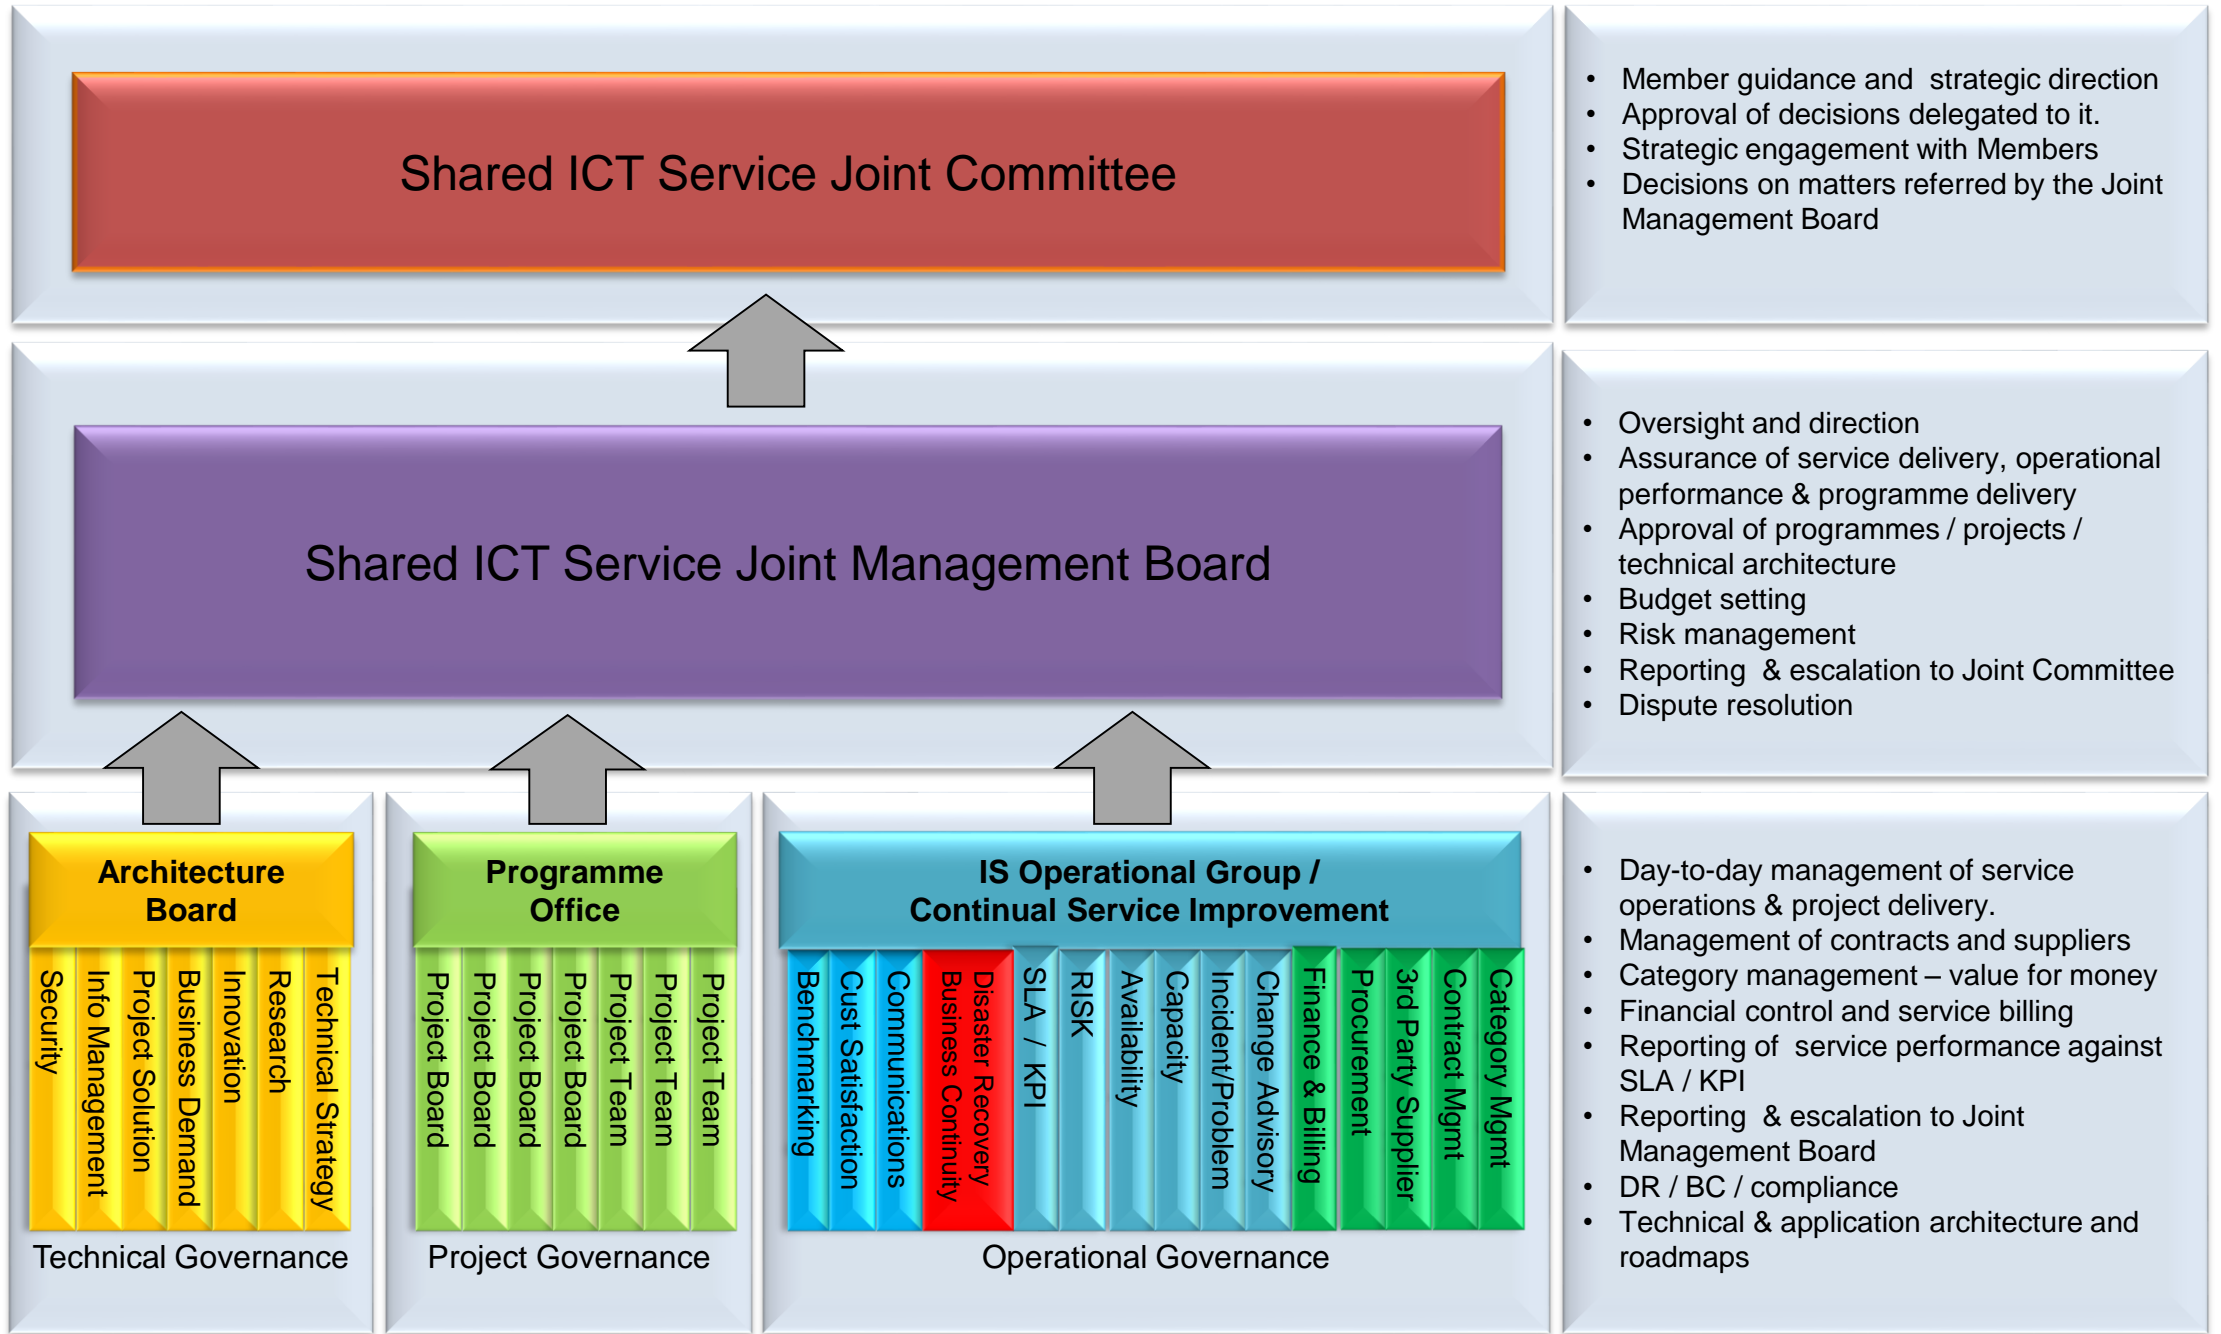 Shared ICT Service Joint Committee
• Member guidance and strategic direction
• Approval of decisions delegated to it.
• Strategic engagement with Members
• Decisions on matters referred by the Joint
Management Board
Shared ICT Service Joint Management Board
• Oversight and direction
• Assurance of service delivery, operational
performance & programme delivery
• Approval of programmes / projects /
technical architecture
• Budget setting
• Risk management
• Reporting & escalation to Joint Committee
• Dispute resolution
Architecture
Board
Security
Info Management
Project Solution
Business Demand
Innovation
Research
Technical Strategy
Technical Governance
Programme
Office
Project Board
Project Board
Project Board
Project Board
Project Team
Project Team
Project Team
Project Governance
IS Operational Group /
Continual Service Improvement
Benchmarking
Cust Satisfaction
Communications
Disaster Recovery
Business Continuity
SLA / KPI
RISK
Availability
Capacity
Incident/Problem
Change Advisory
Finance & Billing
Procurement
3rd Party Supplier
Contract Mgmt
Category Mgmt
Operational Governance
• Day-to-day management of service
operations & project delivery.
• Management of contracts and suppliers
• Category management – value for money
• Financial control and service billing
• Reporting of service performance against
SLA / KPI
• Reporting & escalation to Joint
Management Board
• DR / BC / compliance
• Technical & application architecture and
roadmaps